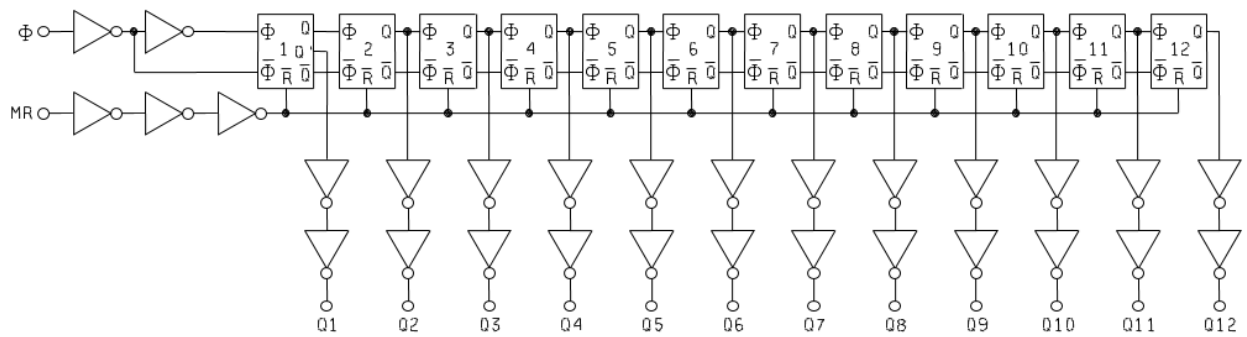 Φ Φ Q Φ Q Φ Q Φ Q Φ Q Φ Q Φ Q Φ Q Φ Q Φ Q Φ Q Φ Q
1 Q' 2 3 4 5 6 7 8 9 10 11 12
Φ̅ R̅ Q̅ Φ̅ R̅ Q̅ Φ̅ R̅ Q̅ Φ̅ R̅ Q̅ Φ̅ R̅ Q̅ Φ̅ R̅ Q̅ Φ̅ R̅ Q̅ Φ̅ R̅ Q̅ Φ̅ R̅ Q̅ Φ̅ R̅ Q̅ Φ̅ R̅ Q̅ Φ̅ R̅ Q̅
MR
Q1 Q2 Q3 Q4 Q5 Q6 Q7 Q8 Q9 Q10 Q11 Q12